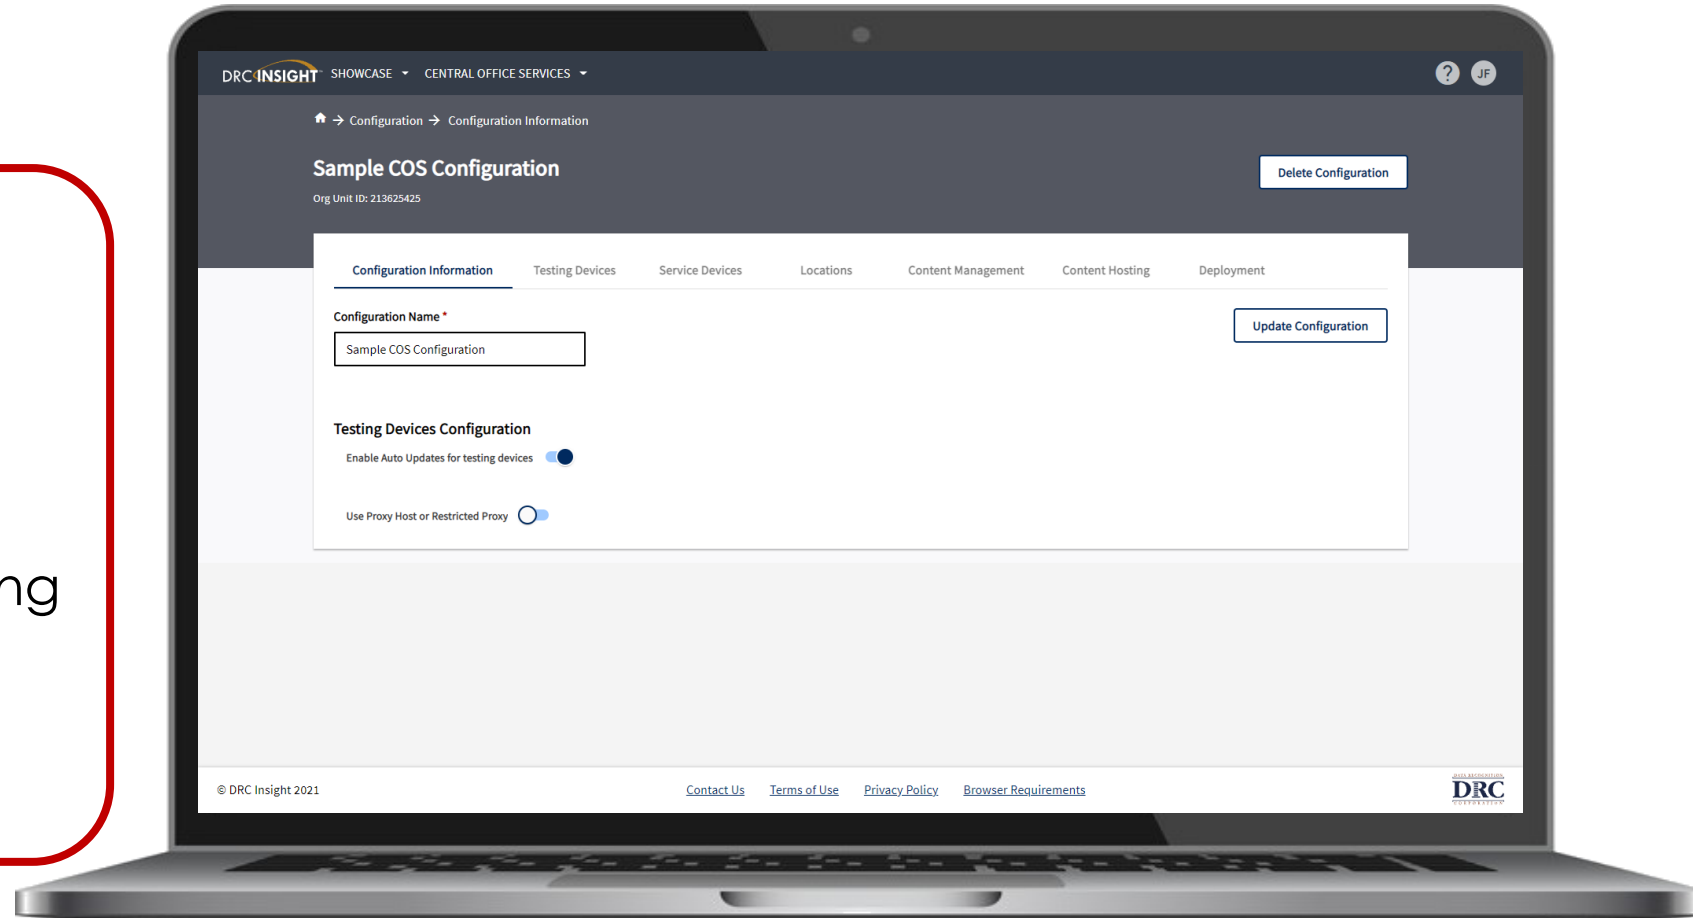 DRC INSIGHT SHOWCASE CENTRAL OFFICE SERVICES ? JF
Configuration Configuration Information
Sample COS Configuration
Delete Configuration
Org Unit ID: 213625425
Configuration Information Testing Devices Service Devices Locations Content Management Content Hosting Deployment
Configuration Name *
Update Configuration
Sample COS Configuration
Testing Devices Configuration
Enable Auto Updates for testing devices
Use Proxy Host or Restricted Proxy
ng
© DRC Insight 2021 Contact Us Terms of Use Privacy Policy Browser Requirements
DATA RECOGNITION
DRC
CORPORATION